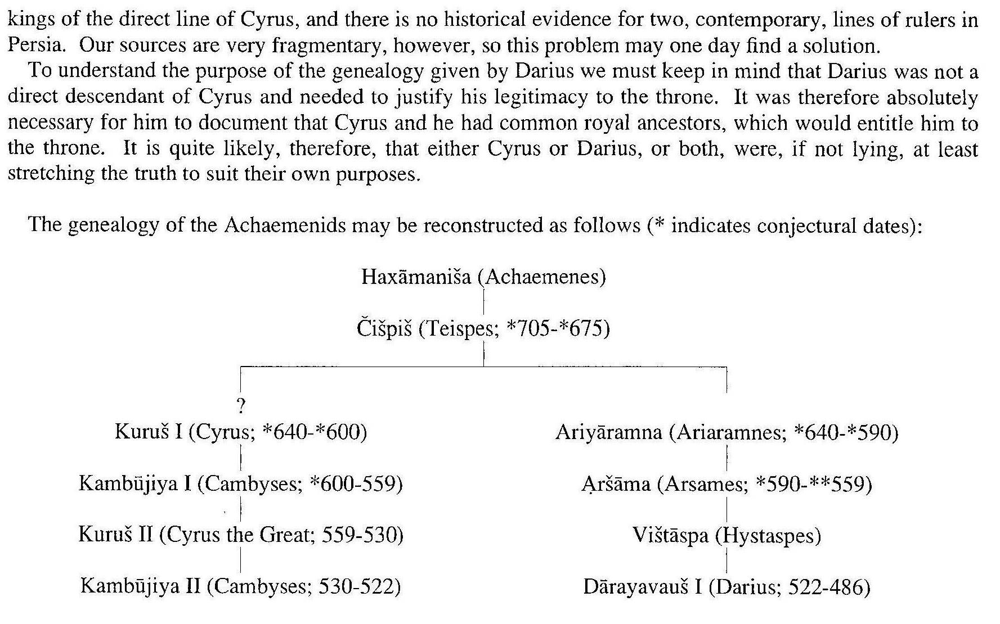 kings of the direct line of Cyrus, and there is no historical evidence for two, contemporary, lines of rulers in
Persia. Our sources are very fragmentary, however, so this problem may one day find a solution.
To understand the purpose of the genealogy given by Darius we must keep in mind that Darius was not a
direct descendant of Cyrus and needed to justify his legitimacy to the throne. It was therefore absolutely
necessary for him to document that Cyrus and he had common royal ancestors, which would entitle him to
the throne. It is quite likely, therefore, that either Cyrus or Darius, or both, were, if not lying, at least
stretching the truth to suit their own purposes.
The genealogy of the Achaemenids may be reconstructed as follows (* indicates conjectural dates):
Haxāmaniša (Achaemenes)
Čišpiš (Teispes; *705-*675)
?
Kuruš I (Cyrus; *640-*600) Ariyāramna (Ariaramnes; *640-*590)
Kambūjiya I (Cambyses; *600-559) Ạršāma (Arsames; *590-**559)
Kuruš II (Cyrus the Great; 559-530) Vištāspa (Hystaspes)
Kambūjiya II (Cambyses; 530-522) Dārayavauš I (Darius; 522-486)